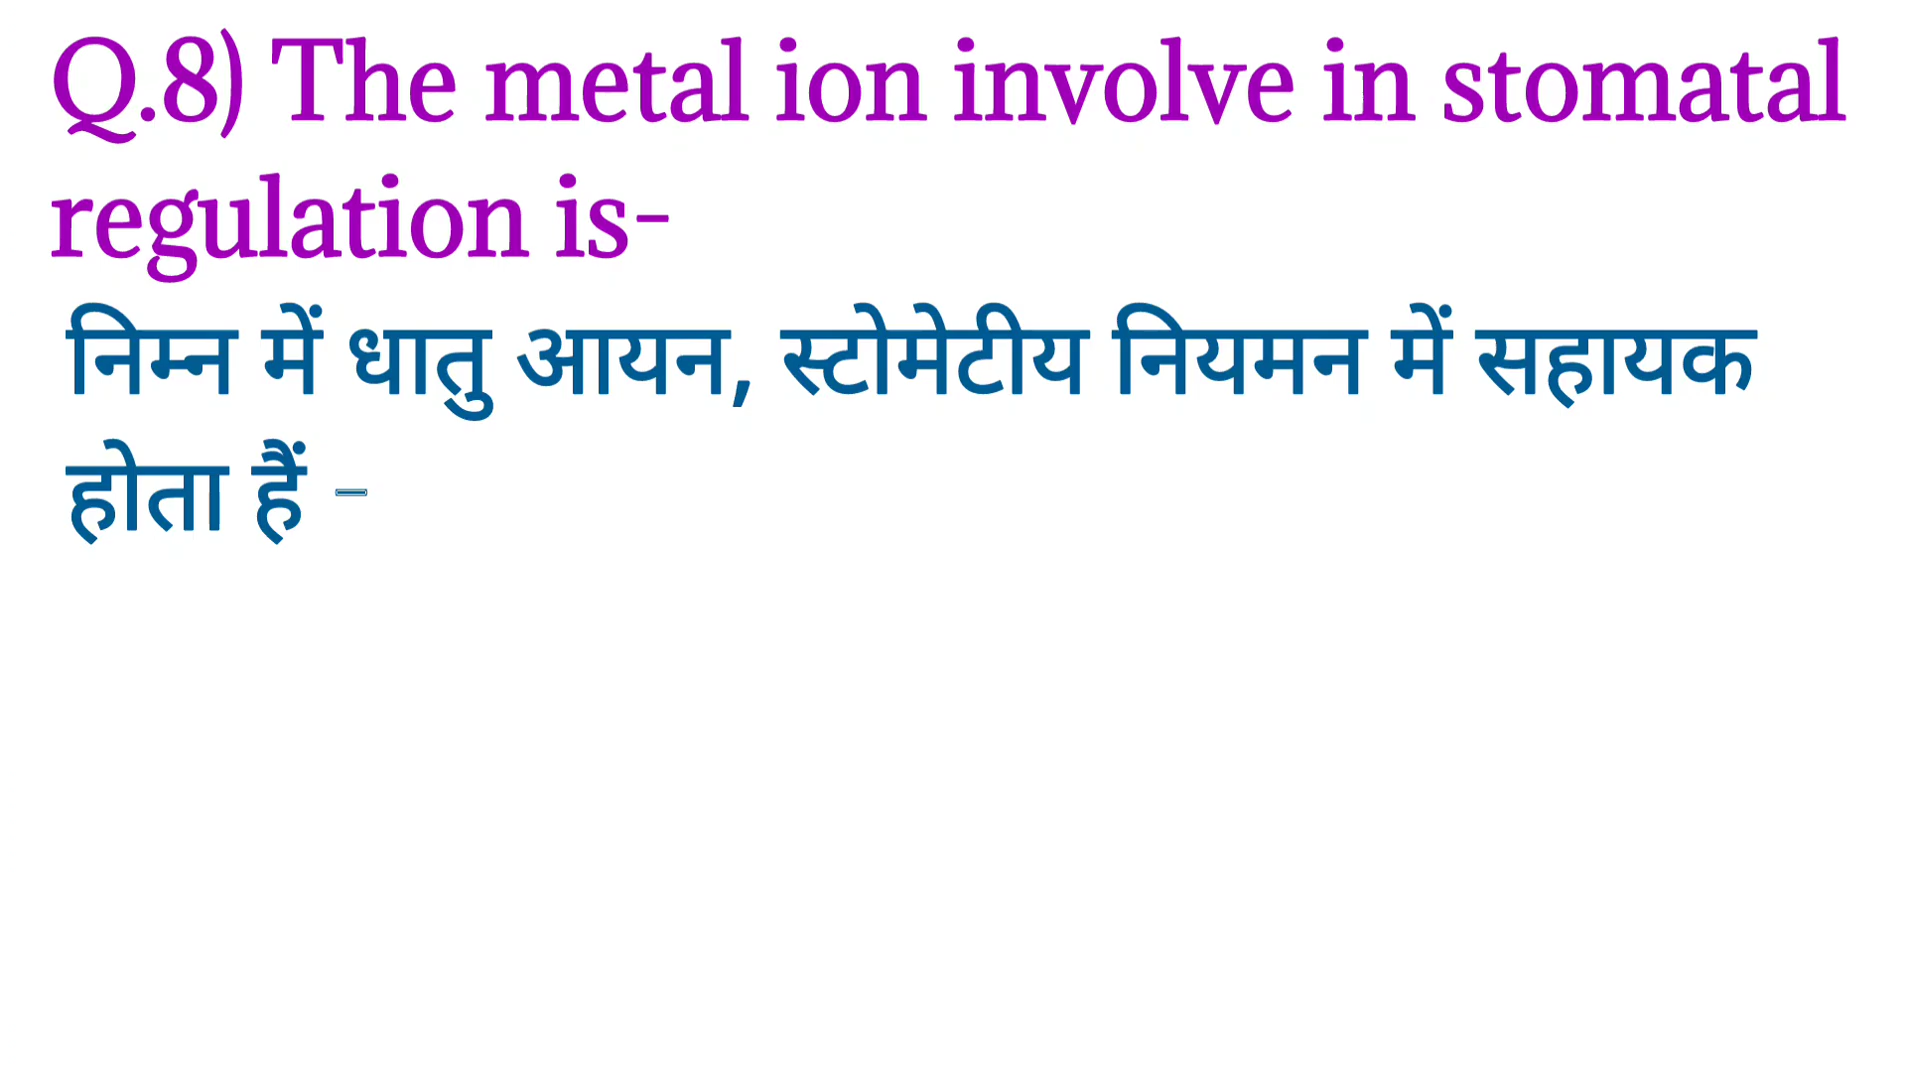 Q.8) The metal ion involve in stomatal
regulation is-
निम्न में धातु आयन, स्टोमेटीय नियमन में सहायक
होता हैं -